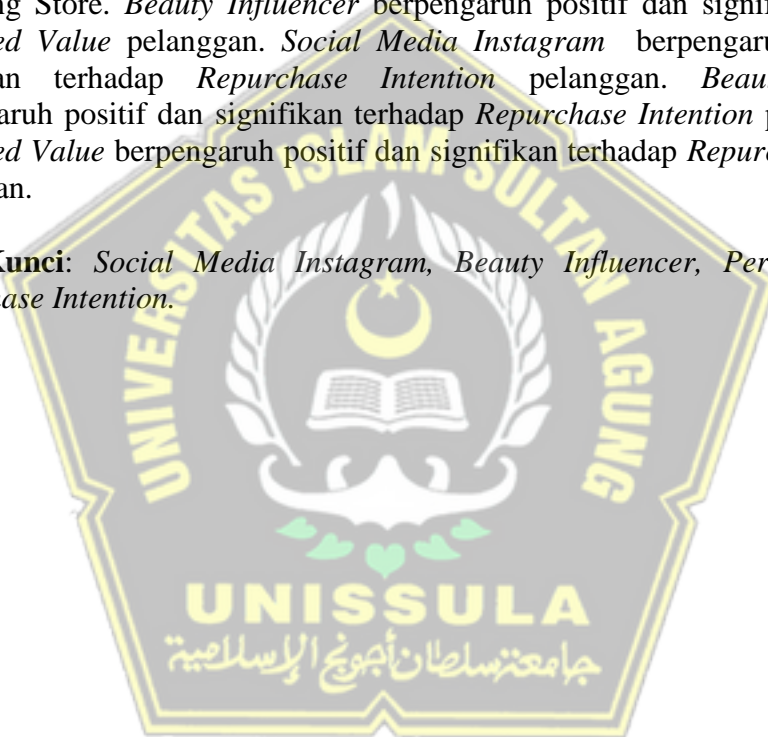 ng Store. Beauty Influencer berpengaruh positif dan signif
ed Value pelanggan. Social Media Instagram berpengaru
an terhadap Repurchase Intention pelanggan. Beau
aruh positif dan signifikan terhadap Repurchase Intention p
ed Value berpengaruh positif dan signifikan terhadap Repur
an.
Kunci: Social Media Instagram, Beauty Influencer, Per
ase Intention.
UNIVERSITAS ISLAM SULTAN AGUNG
UNISSULA
جامعة سلطان أجونج الإسلامية